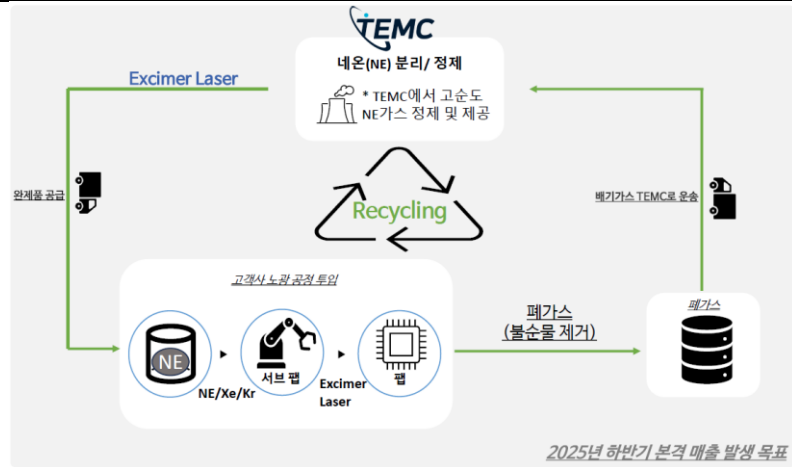 TEMC
네온(NE) 분리/ 정제
* TEMC에서 고순도
NE가스 정제 및 제공
Excimer Laser
완제품 공급
배기가스 TEMC로 운송
Recycling
고객사 노광 공정 투입
NE
서브 팹
팹
NE/Xe/Kr
Excimer
Laser
폐가스
(불순물 제거)
폐가스
2025년 하반기 본격 매출 발생 목표